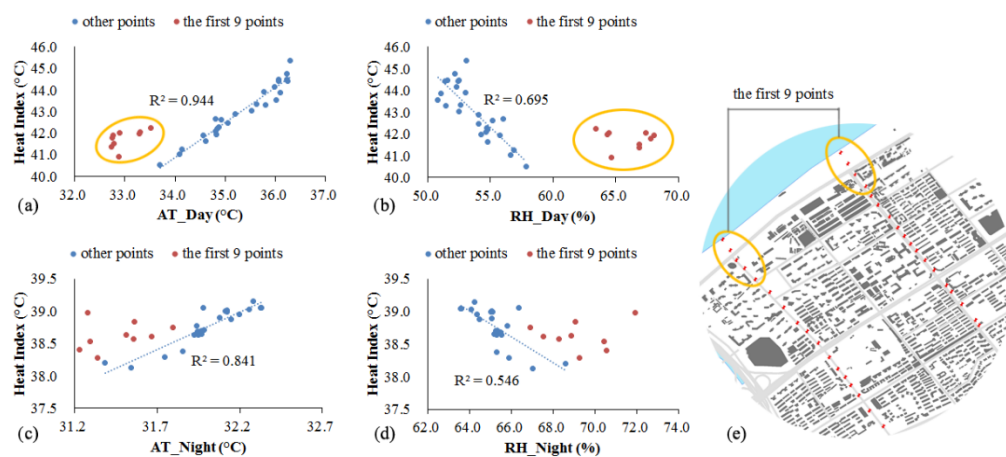 other points the first 9 points
Heat Index (°C)
46.0
45.0
44.0
43.0
42.0
41.0
40.0
R² = 0.944
32.0 33.0 34.0 35.0 36.0 37.0
(a) AT_Day (°C)
other points the first 9 points
Heat Index (°C)
46.0
45.0
44.0
43.0
42.0
41.0
40.0
R² = 0.695
50.0 55.0 60.0 65.0 70.0
(b) RH_Day (%)
the first 9 points
other points the first 9 points
Heat Index (°C)
39.5
39.0
38.5
38.0
37.5
R² = 0.841
31.2 31.7 32.2 32.7
(c) AT_Night (°C)
other points the first 9 points
Heat Index (°C)
39.5
39.0
38.5
38.0
37.5
R² = 0.546
62.0 64.0 66.0 68.0 70.0 72.0 74.0
(d) RH_Night (%)
(e)